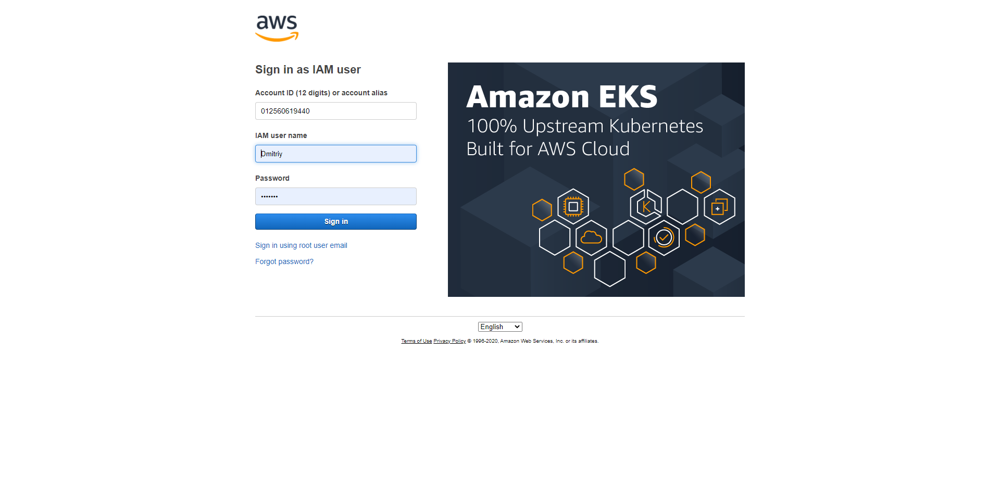 aws
Sign in as IAM user
Account ID (12 digits) or account alias
012560619440
IAM user name
Dmitriy
Password
•••••••
Sign in
Sign in using root user email
Forgot password?
Amazon EKS
100% Upstream Kubernetes
Built for AWS Cloud
K
English
Terms of Use Privacy Policy © 1996-2020, Amazon Web Services, Inc. or its affiliates.